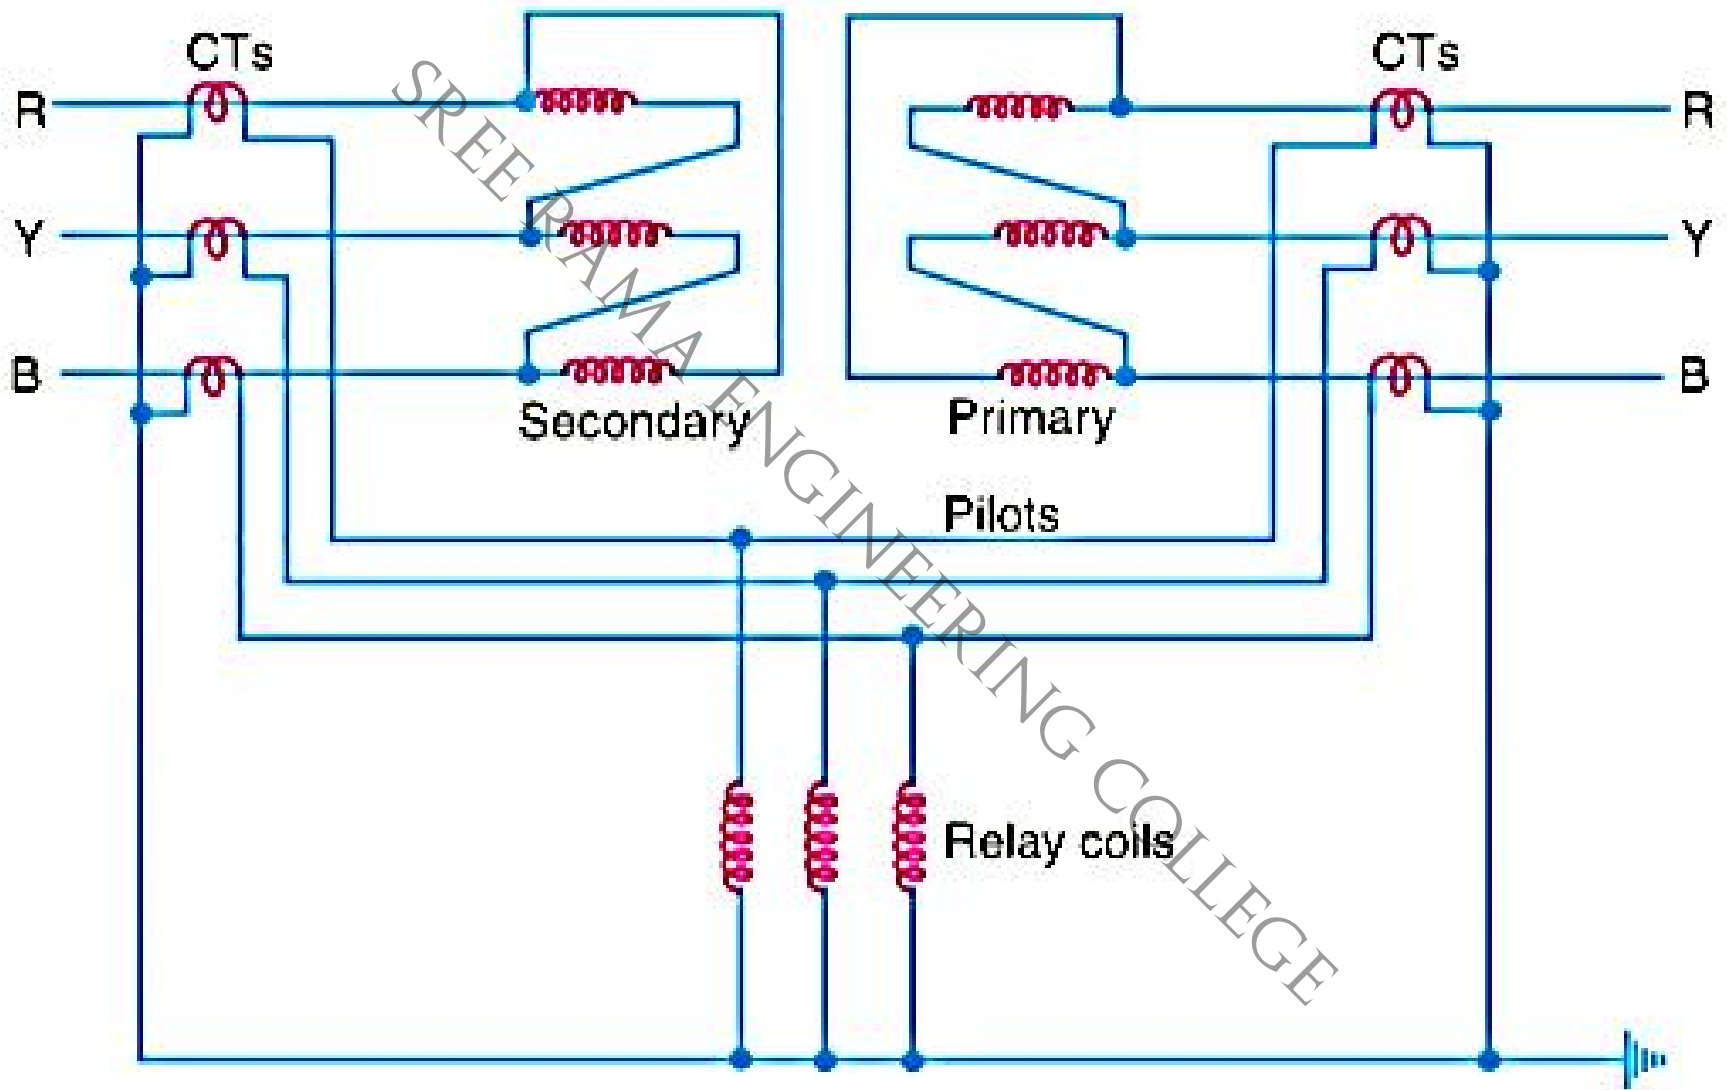 CTs
CTs
R
R
Y
Y
B
B
Secondary
Primary
Pilots
Relay coils
SREE RAMA ENGINEERING COLLEGE